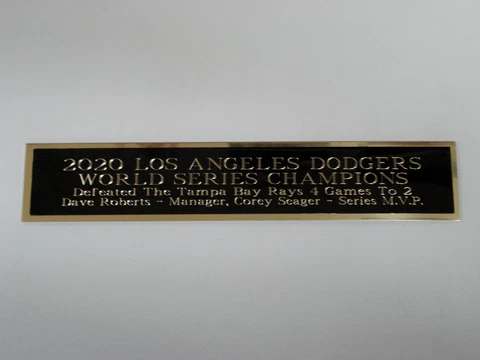 2020 LOS ANGELES DODGERS
WORLD SERIES CHAMPIONS
Defeated The Tampa Bay Rays 4 Games To 2
Dave Roberts - Manager, Corey Seager - Series M.V.P.